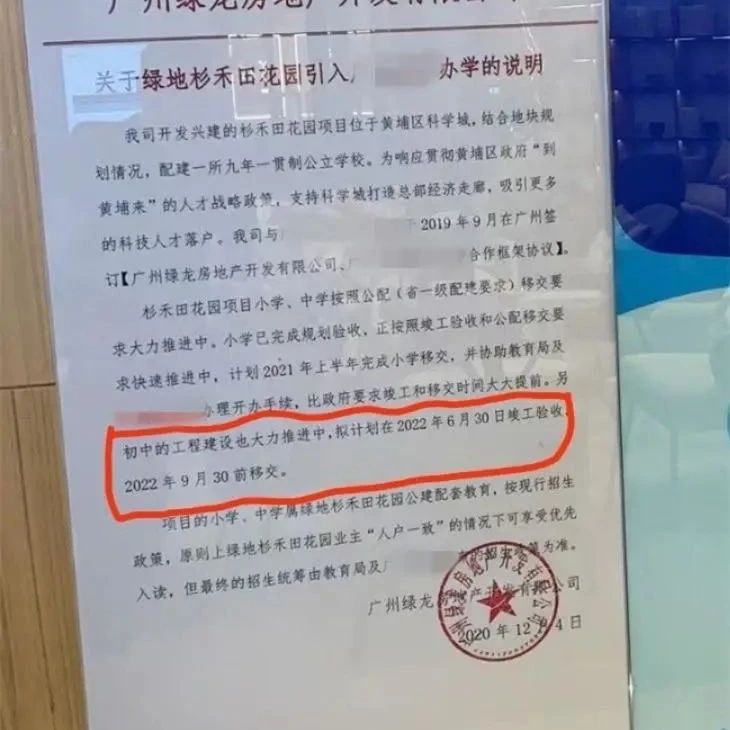 广州绿龙房地产开发有限公司
关于绿地杉禾田花园引入 办学的说明
我司开发兴建的杉禾田花园项目位于黄埔区科学城，结合地块规
划情况，配建一所九年一贯制公立学校。为响应贯彻黄埔区政府“到
黄埔来”的人才战略政策，支持科学城打造总部经济走廊，吸引更多
的科技人才落户。我司与 2019年9月在广州签
订【广州绿龙房地产开发有限公司、 合作框架协议】。
杉禾田花园项目小学、中学按照公配（省一级配建要求）移交要
求大力推进中。小学已完成规划验收，正按照竣工验收和公配移交要
求快速推进中，计划2021年上半年完成小学移交，并协助教育局及
办理开办手续，比政府要求竣工和移交时间大大提前。另
初中的工程建设也大力推进中，拟计划在2022年6月30日竣工验收，
2022年9月30前移交。
项目的小学、中学属绿地杉禾田花园公建配套教育，按现行招生
政策，原则上绿地杉禾田花园业主“人户一致”的情况下可享受优先
入读，但最终的招生统筹由教育局及 的招生政策为准。
广州绿龙房地产开发有限公司
2020年12月4日